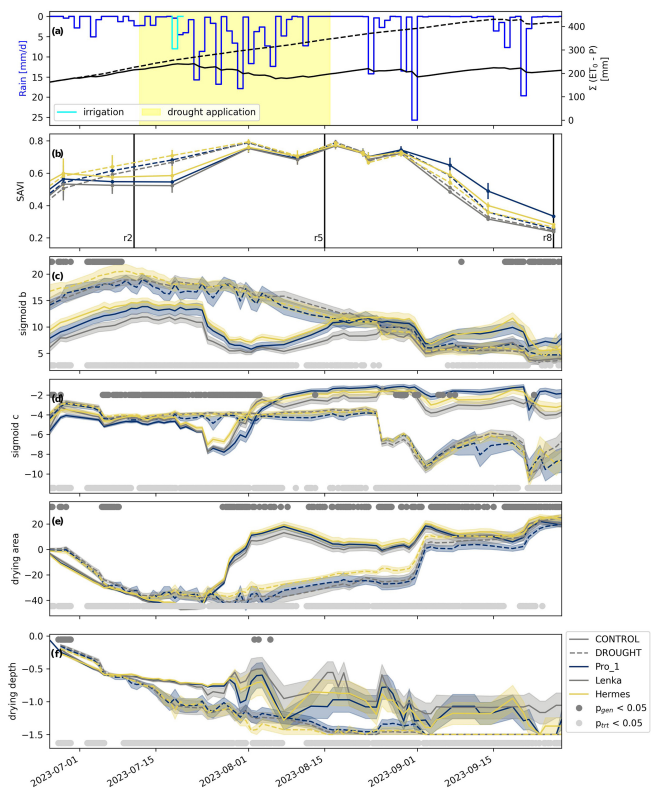 (a)
0
5
10
15
20
25
Rain [mm/d]
400
300
200
100
0
Σ (ET₀ - P)
[mm]
irrigation
drought application
(b)
0.8
0.6
0.4
0.2
SAVI
r2
r5
r8
(c)
20
15
10
5
sigmoid b
(d)
−2
−4
−6
−8
−10
sigmoid c
(e)
20
0
−20
−40
drying area
(f)
0.0
−0.5
−1.0
−1.5
drying depth
CONTROL
DROUGHT
Pro_1
Lenka
Hermes
pgen < 0.05
ptrt < 0.05
2023-07-01
2023-07-15
2023-08-01
2023-08-15
2023-09-01
2023-09-15